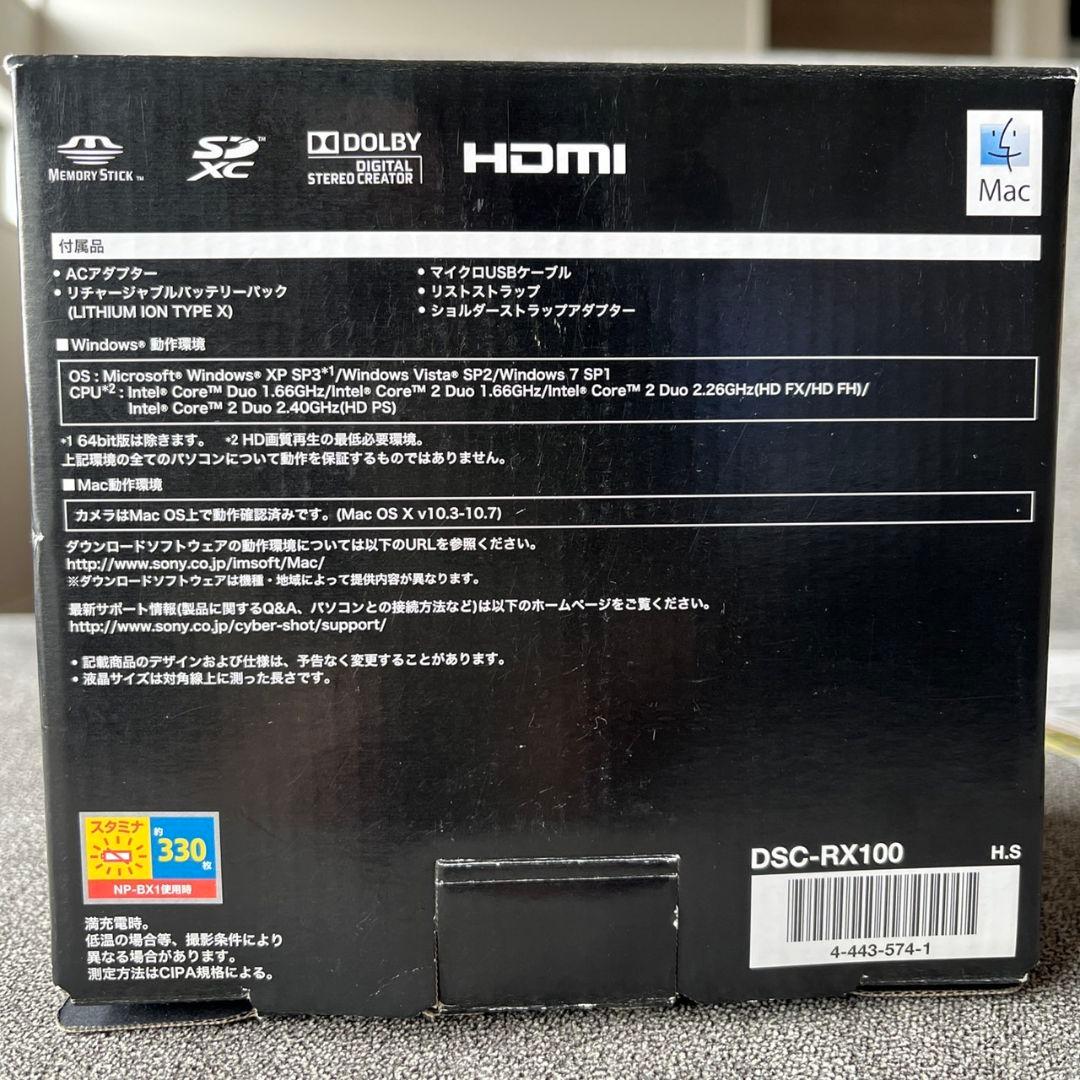 MEMORY STICK™
SD XC™
DOLBY DIGITAL STEREO CREATOR
HDMI
Mac
付属品
• ACアダプター
• リチャージャブルバッテリーパック
(LITHIUM ION TYPE X)
• マイクロUSBケーブル
• リストストラップ
• ショルダーストラップアダプター
■Windows® 動作環境
OS : Microsoft® Windows® XP SP3*1/Windows Vista® SP2/Windows 7 SP1
CPU*2 : Intel® Core™ Duo 1.66GHz/Intel® Core™ 2 Duo 1.66GHz/Intel® Core™ 2 Duo 2.26GHz(HD FX/HD FH)/
Intel® Core™ 2 Duo 2.40GHz(HD PS)
*1 64bit版は除きます。 *2 HD画質再生の最低必要環境。
上記環境の全てのパソコンについて動作を保証するものではありません。
■Mac動作環境
カメラはMac OS上で動作確認済みです。(Mac OS X v10.3-10.7)
ダウンロードソフトウェアの動作環境については以下のURLを参照ください。
http://www.sony.co.jp/imsoft/Mac/
※ダウンロードソフトウェアは機種・地域によって提供内容が異なります。
最新サポート情報(製品に関するQ&A、パソコンとの接続方法など)は以下のホームページをご覧ください。
http://www.sony.co.jp/cyber-shot/support/
• 記載商品のデザインおよび仕様は、予告なく変更することがあります。
• 液晶サイズは対角線上に測った長さです。
スタミナ
約
330枚
NP-BX1使用時
満充電時。
低温の場合等、撮影条件により
異なる場合があります。
測定方法はCIPA規格による。
DSC-RX100
H.S
4-443-574-1